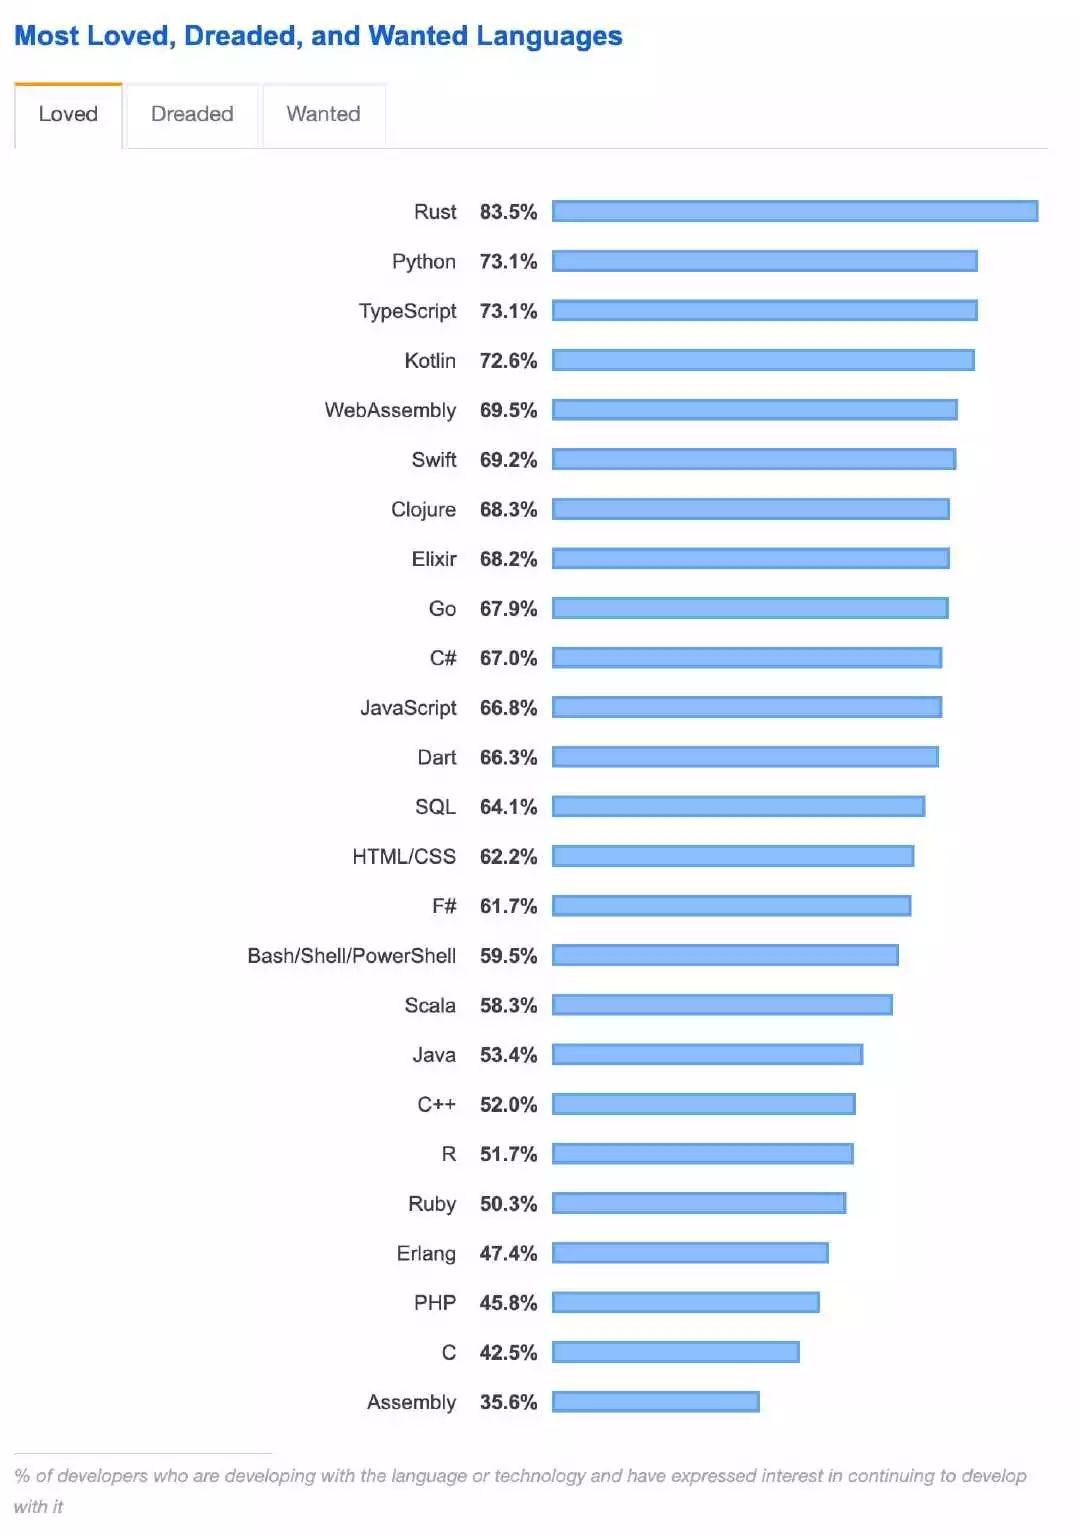 Most Loved, Dreaded, and Wanted Languages
Loved Dreaded Wanted
Rust 83.5%
Python 73.1%
TypeScript 73.1%
Kotlin 72.6%
WebAssembly 69.5%
Swift 69.2%
Clojure 68.3%
Elixir 68.2%
Go 67.9%
C# 67.0%
JavaScript 66.8%
Dart 66.3%
SQL 64.1%
HTML/CSS 62.2%
F# 61.7%
Bash/Shell/PowerShell 59.5%
Scala 58.3%
Java 53.4%
C++ 52.0%
R 51.7%
Ruby 50.3%
Erlang 47.4%
PHP 45.8%
C 42.5%
Assembly 35.6%
% of developers who are developing with the language or technology and have expressed interest in continuing to develop
with it